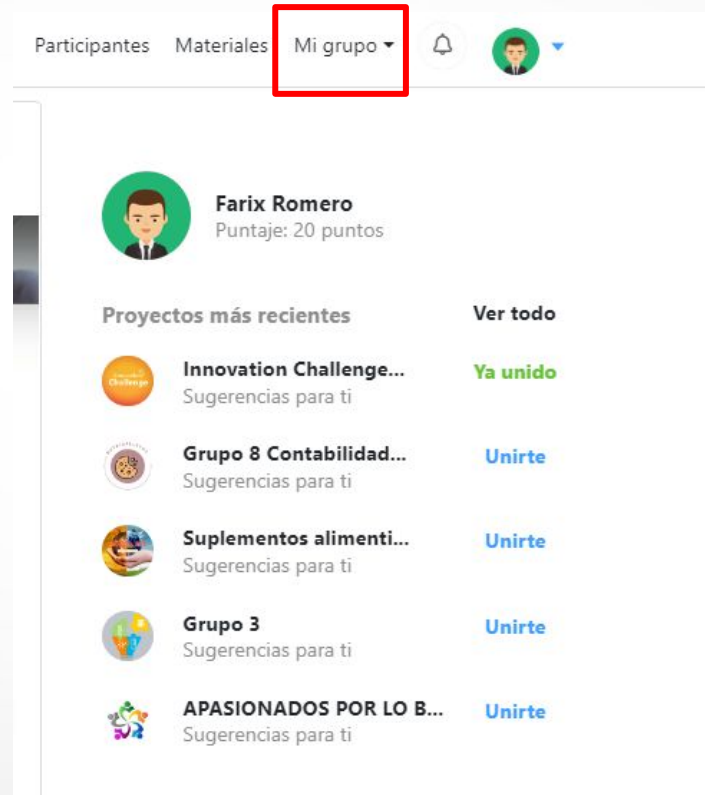 Participantes Materiales Mi grupo
Farix Romero
Puntaje: 20 puntos
Proyectos más recientes Ver todo
Innovation Challenge... Ya unido
Sugerencias para ti
Grupo 8 Contabilidad... Unirte
Sugerencias para ti
Suplementos alimenti... Unirte
Sugerencias para ti
Grupo 3 Unirte
Sugerencias para ti
APASIONADOS POR LO B... Unirte
Sugerencias para ti
Challenge